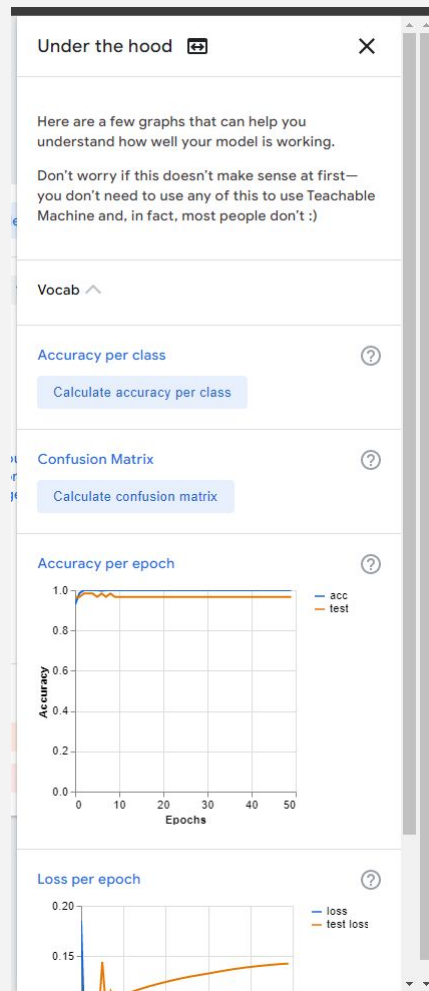 Under the hood
Here are a few graphs that can help you
understand how well your model is working.
Don't worry if this doesn't make sense at first—
you don't need to use any of this to use Teachable
Machine and, in fact, most people don't :)
Vocab
Accuracy per class
?
Calculate accuracy per class
Confusion Matrix
?
Calculate confusion matrix
Accuracy per epoch
?
1.0
0.8
0.6
0.4
0.2
0.0
Accuracy
0 10 20 30 40 50
Epochs
acc
test
Loss per epoch
?
0.20
0.15
loss
test loss